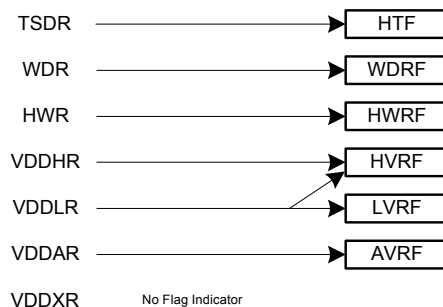 TSDR HTF
WDR WDRF
HWR HWRF
VDDHR HVRF
VDDLR LVRF
VDDAR AVRF
VDDXR No Flag Indicator